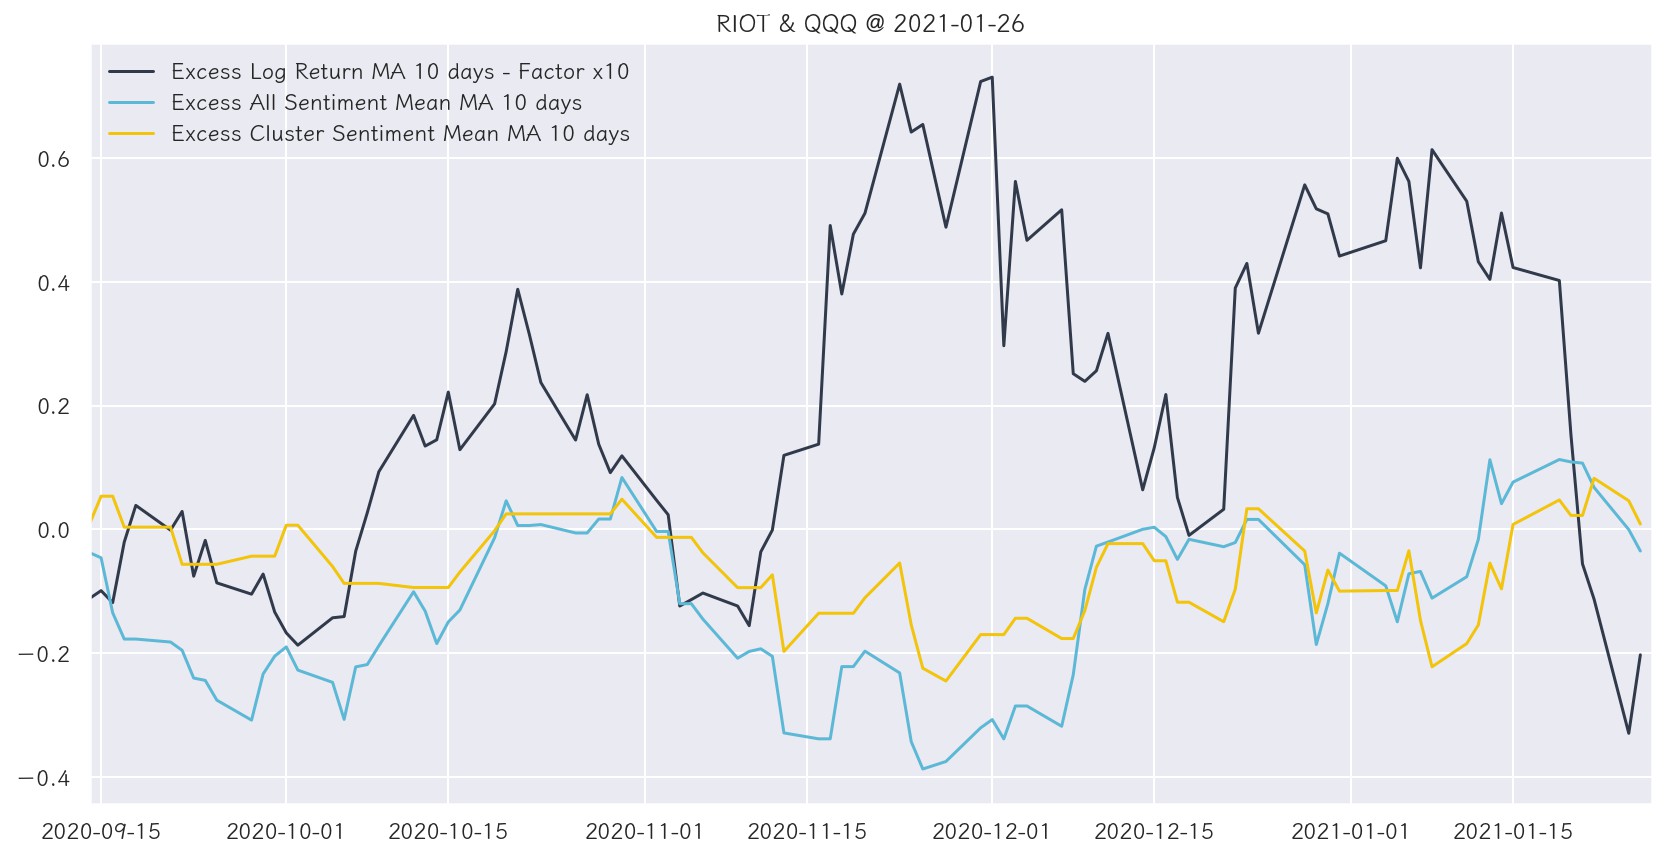 RIOT & QQQ @ 2021-01-26
Excess Log Return MA 10 days - Factor x10
Excess All Sentiment Mean MA 10 days
Excess Cluster Sentiment Mean MA 10 days
0.6
0.4
0.2
0.0
−0.2
−0.4
2020-09-15 2020-10-01 2020-10-15 2020-11-01 2020-11-15 2020-12-01 2020-12-15 2021-01-01 2021-01-15